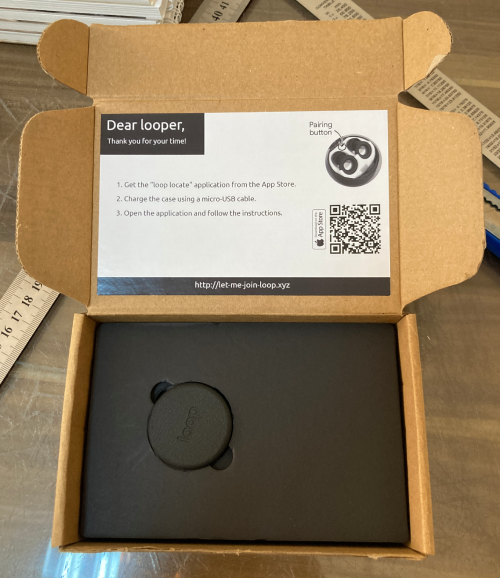 40 41
Dear looper,
Thank you for your time!
Pairing
button
1. Get the "loop locate" application from the App Store.
2. Charge the case using a micro-USB cable.
3. Open the application and follow the instructions.
App Store
http://let-me-join-loop.xyz
16 17 18 19
loop